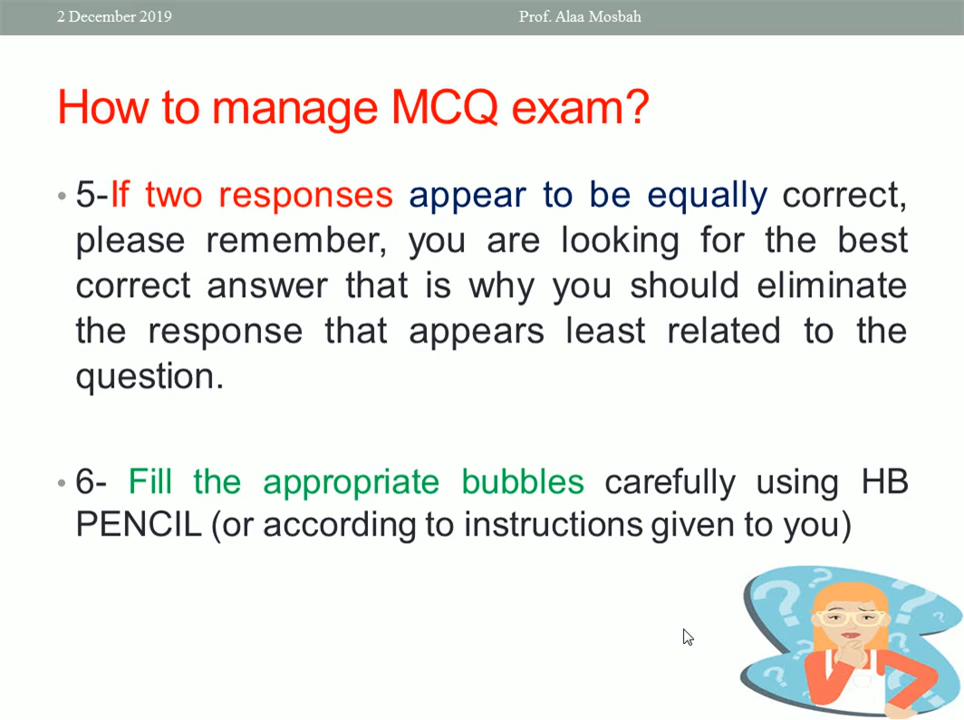 2 December 2019 Prof. Alaa Mosbah
How to manage MCQ exam?
• 5-If two responses appear to be equally correct,
please remember, you are looking for the best
correct answer that is why you should eliminate
the response that appears least related to the
question.
• 6- Fill the appropriate bubbles carefully using HB
PENCIL (or according to instructions given to you)